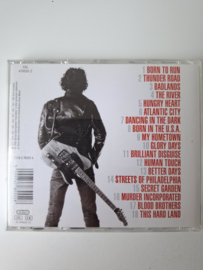 1 BORN TO RUN
2 THUNDER ROAD
3 BADLANDS
4 THE RIVER
5 HUNGRY HEART
6 ATLANTIC CITY
7 DANCING IN THE DARK
8 BORN IN THE U.S.A.
9 MY HOMETOWN
10 GLORY DAYS
11 BRILLIANT DISGUISE
12 HUMAN TOUCH
13 BETTER DAYS
14 STREETS OF PHILADELPHIA
15 SECRET GARDEN
16 MURDER INCORPORATED
17 BLOOD BROTHERS
18 THIS HARD LAND